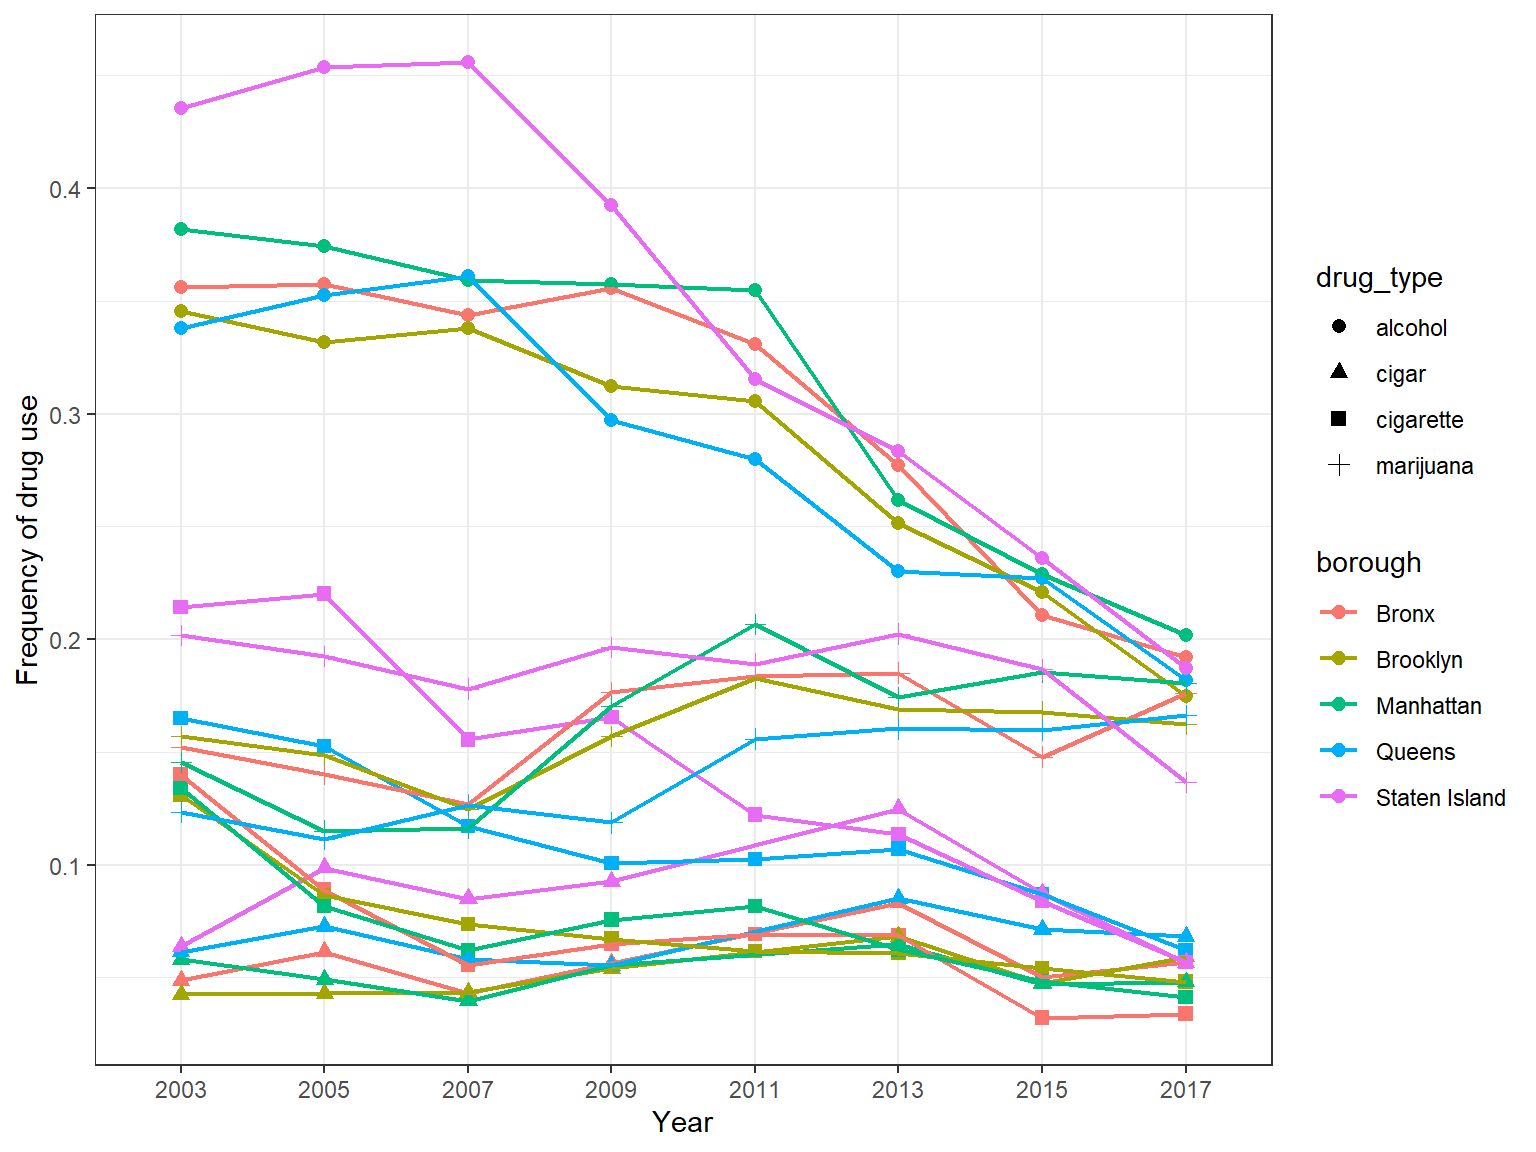 Frequency of drug use
0.4
0.3
0.2
0.1
2003 2005 2007 2009 2011 2013 2015 2017
Year
drug_type
alcohol
cigar
cigarette
marijuana
borough
Bronx
Brooklyn
Manhattan
Queens
Staten Island